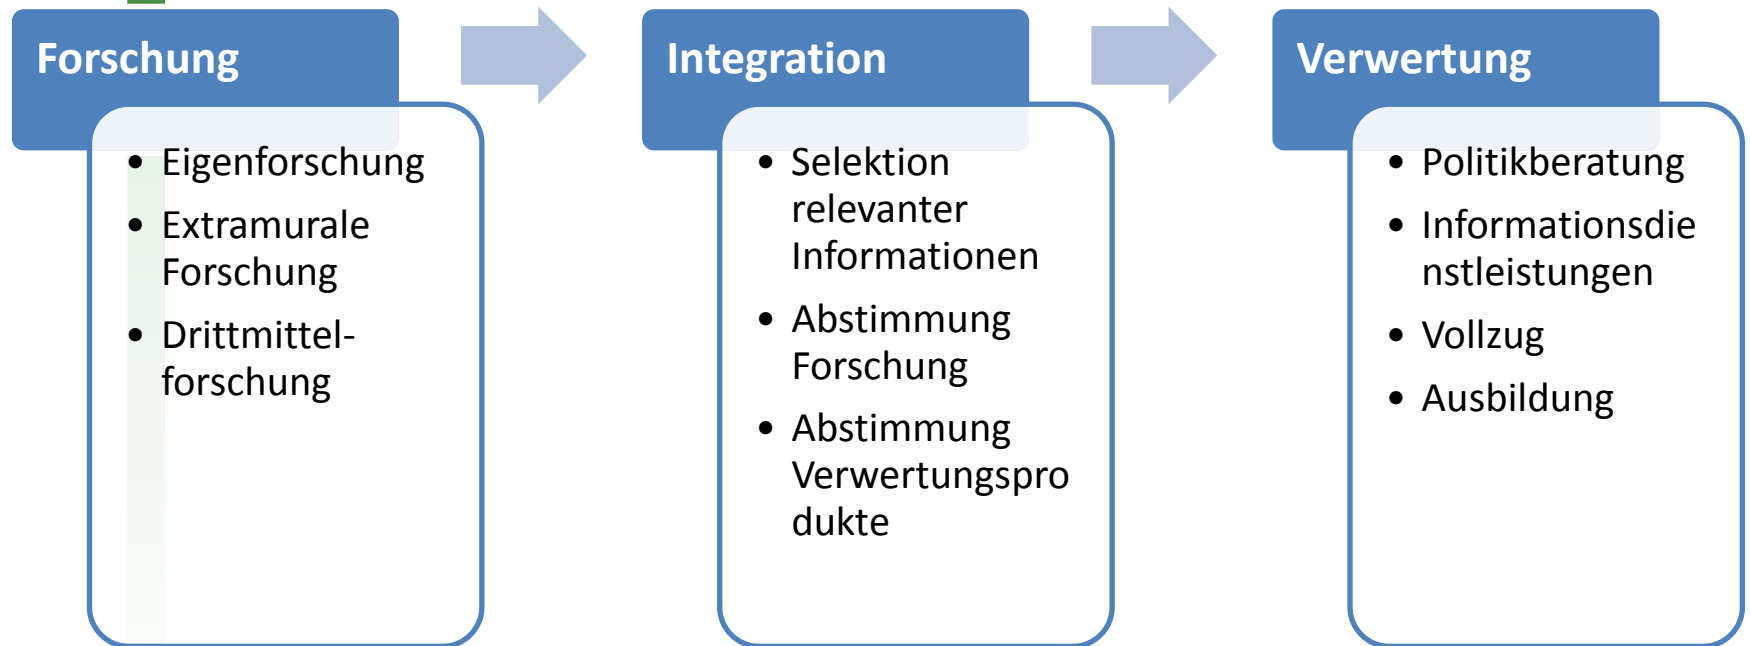 Forschung
• Eigenforschung
• Extramurale
Forschung
• Drittmittel-
forschung
Integration
• Selektion
relevanter
Informationen
• Abstimmung
Forschung
• Abstimmung
Verwertungspro
dukte
Verwertung
• Politikberatung
• Informationsdie
nstleistungen
• Vollzug
• Ausbildung